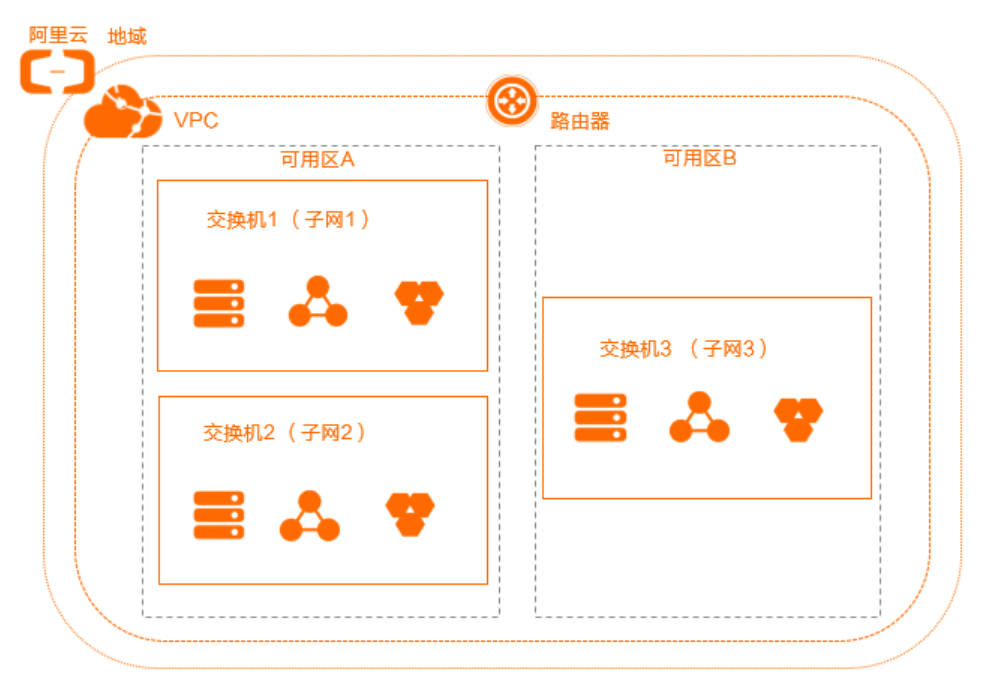 阿里云 地域
VPC
路由器
可用区A
可用区B
交换机1（子网1）
交换机3 （子网3）
交换机2（子网2）